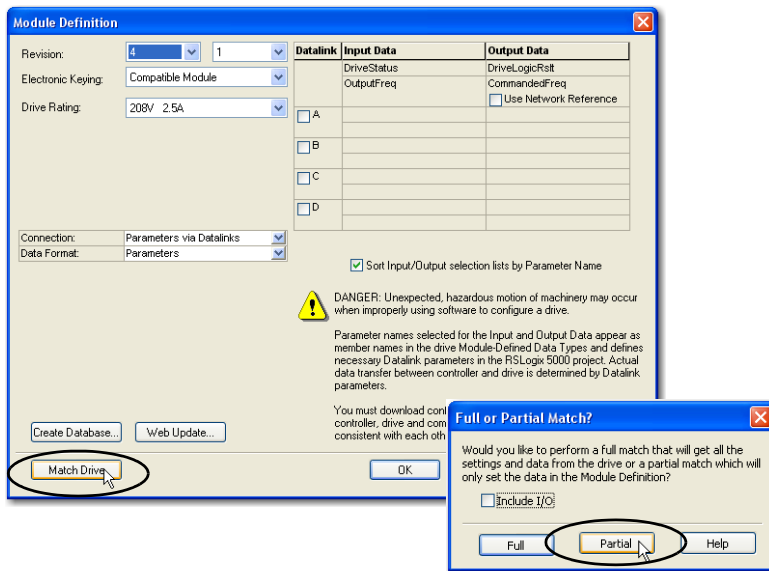 Module Definition
Revision: 4 1
Electronic Keying: Compatible Module
Drive Rating: 208V 2.5A
Connection: Parameters via Datalinks
Data Format: Parameters
Create Database... Web Update...
Match Drive
Datalink Input Data Output Data
DriveStatus DriveLogicRslt
OutputFreq CommandedFreq
Use Network Reference
A
B
C
D
Sort Input/Output selection lists by Parameter Name
DANGER: Unexpected, hazardous motion of machinery may occur
when improperly using software to configure a drive.
Parameter names selected for the Input and Output Data appear as
member names in the drive Module-Defined Data Types and defines
necessary Datalink parameters in the RSLogix 5000 project. Actual
data transfer between controller and drive is determined by Datalink
parameters.
You must download
controller, drive and
consistent with each
OK
Full or Partial Match?
Would you like to perform a full match that will get all the
settings and data from the drive or a partial match which will
only set the data in the Module Definition?
Include I/O
Full Partial Help